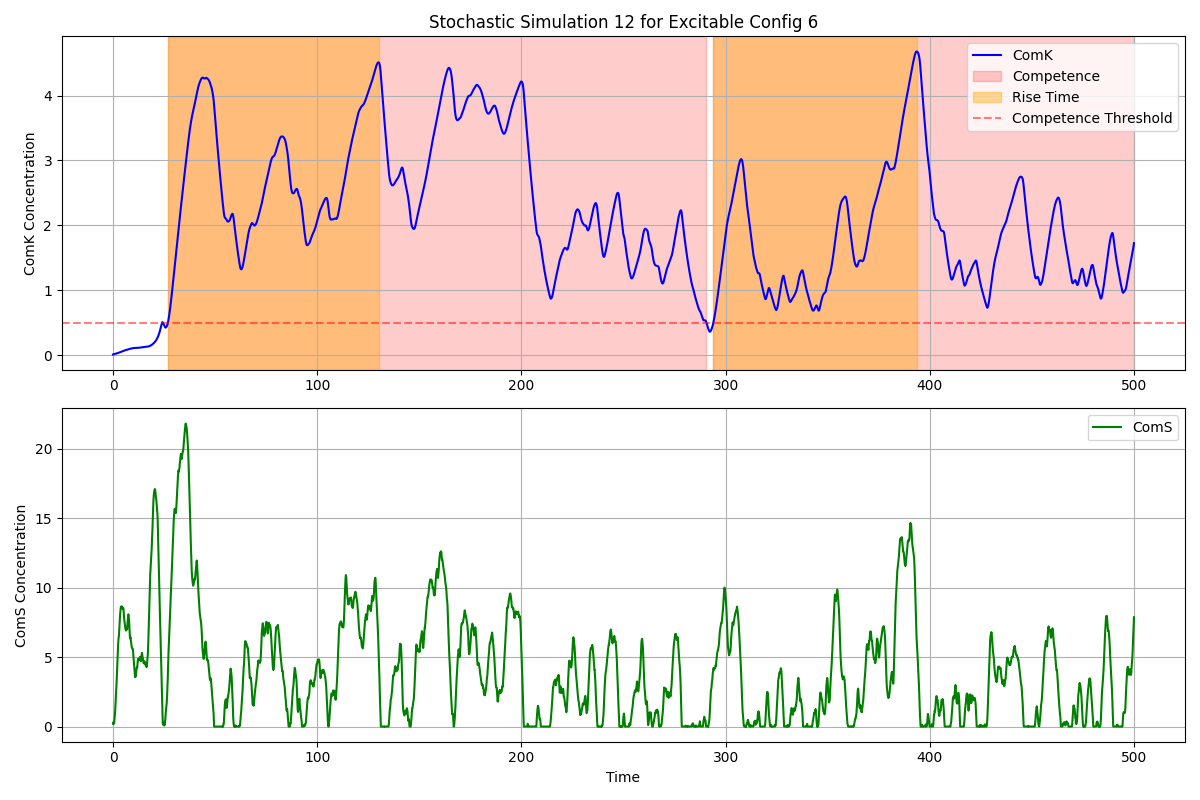 Stochastic Simulation 12 for Excitable Config 6
ComK Concentration
4
3
2
1
0
ComK
Competence
Rise Time
Competence Threshold
0 100 200 300 400 500
ComS Concentration
20
15
10
5
0
ComS
0 100 200 300 400 500
Time